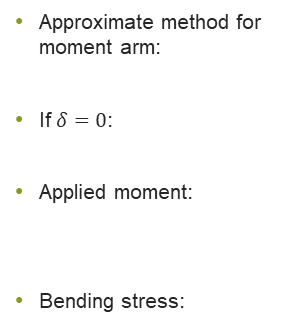 • Approximate method for
moment arm:
• If δ = 0:
• Applied moment:
• Bending stress: